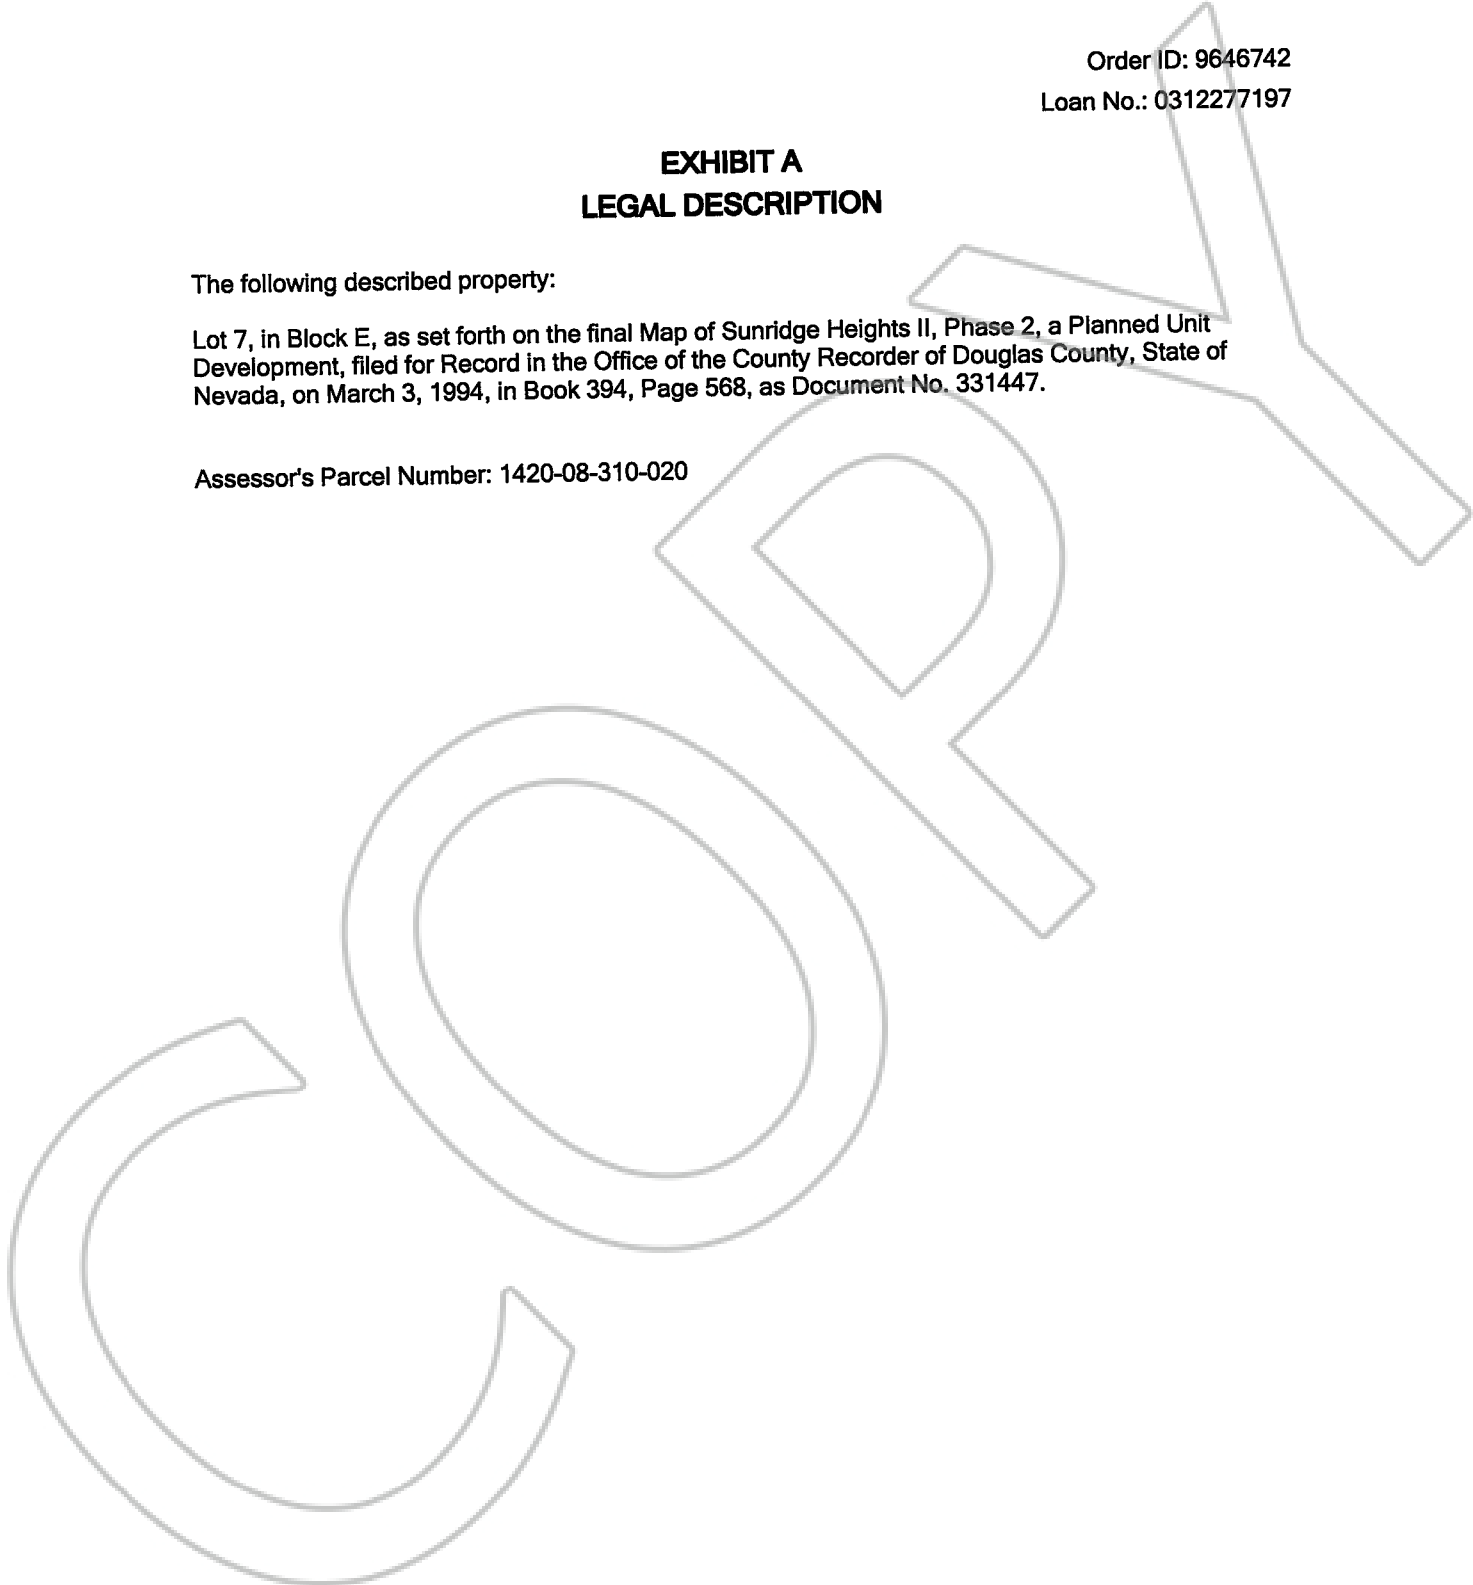 Order ID: 9646742
Loan No.: 0312277197
EXHIBIT A
LEGAL DESCRIPTION
The following described property:
Lot 7, in Block E, as set forth on the final Map of Sunridge Heights II, Phase 2, a Planned Unit
Development, filed for Record in the Office of the County Recorder of Douglas County, State of
Nevada, on March 3, 1994, in Book 394, Page 568, as Document No. 331447.
Assessor's Parcel Number: 1420-08-310-020
COPY